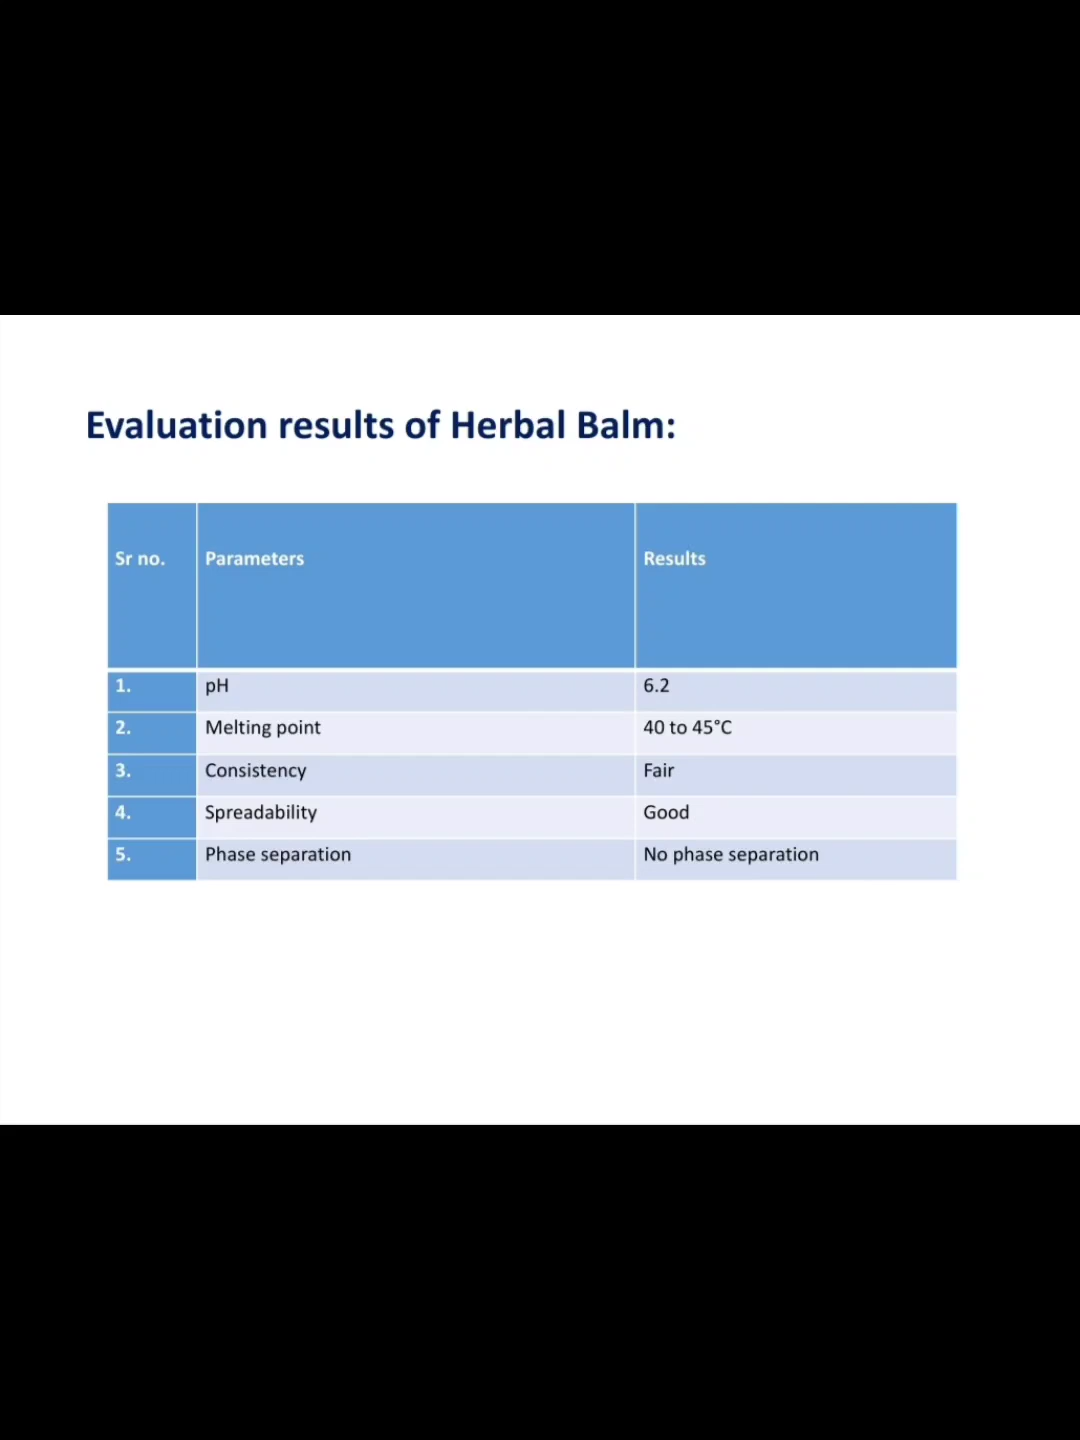 Evaluation results of Herbal Balm:
Sr no. Parameters Results
1. pH 6.2
2. Melting point 40 to 45°C
3. Consistency Fair
4. Spreadability Good
5. Phase separation No phase separation